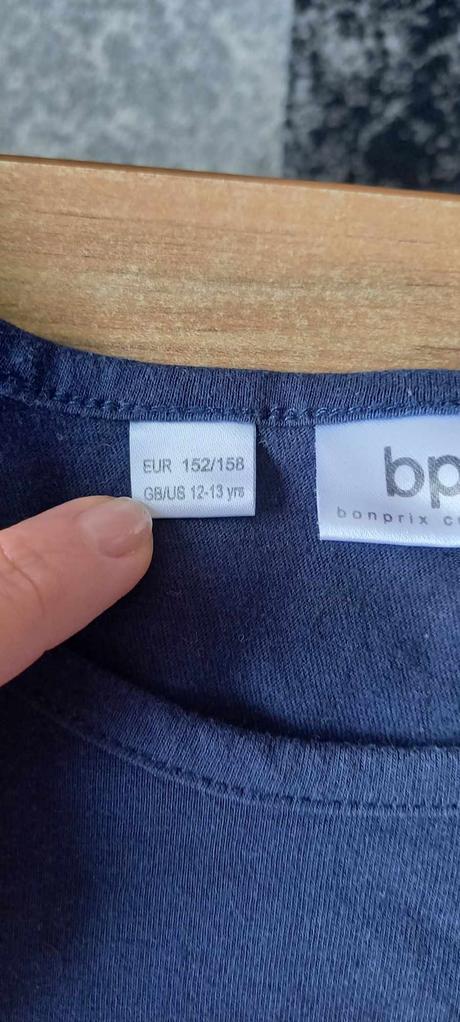 EUR 152/158
GB/US 12-13 yrs
bp
bonprix